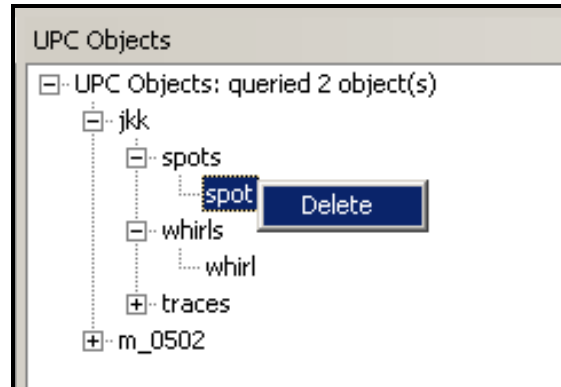 UPC Objects
UPC Objects: queried 2 object(s)
jkk
spots
spot Delete
whirls
whirl
traces
m_0502